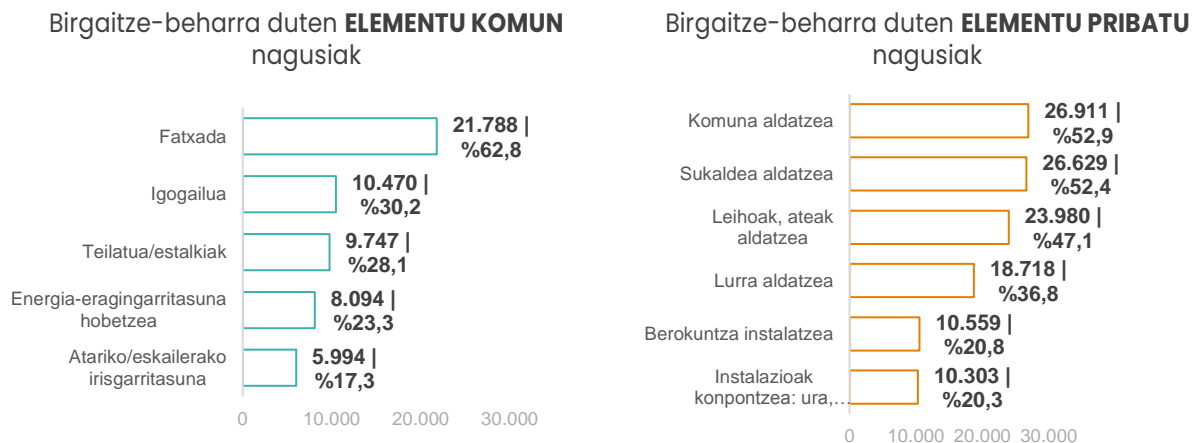 Birgaitze-beharra duten ELEMENTU KOMUN
nagusiak
Fatxada
21.788 |
%62,8
Igogailua
10.470 |
%30,2
Teilatua/estalkiak
9.747 |
%28,1
Energia-eragingarritasuna
hobetzea
8.094 |
%23,3
Atariko/eskailerako
irisgarritasuna
5.994 |
%17,3
0 10.000 20.000 30.000
Birgaitze-beharra duten ELEMENTU PRIBATU
nagusiak
Komuna aldatzea
26.911 |
%52,9
Sukaldea aldatzea
26.629 |
%52,4
Leihoak, ateak
aldatzea
23.980 |
%47,1
Lurra aldatzea
18.718 |
%36,8
Berokuntza instalatzea
10.559 |
%20,8
Instalazioak
konpontzea: ura,…
10.303 |
%20,3
0 10.000 20.000 30.000